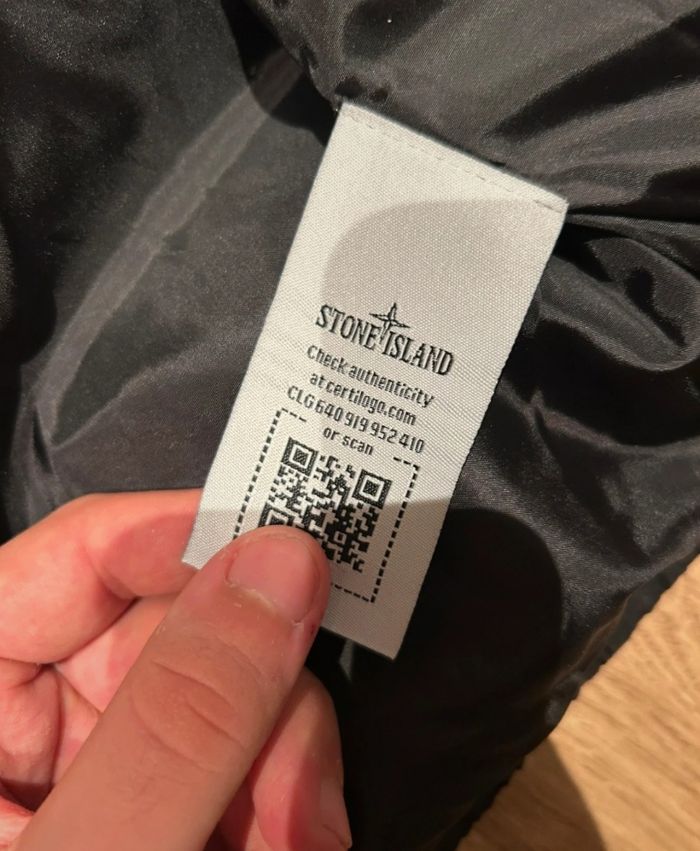 STONE ISLAND
Check authenticity
at certilogo.com
CLG 640 919 952 410
or scan